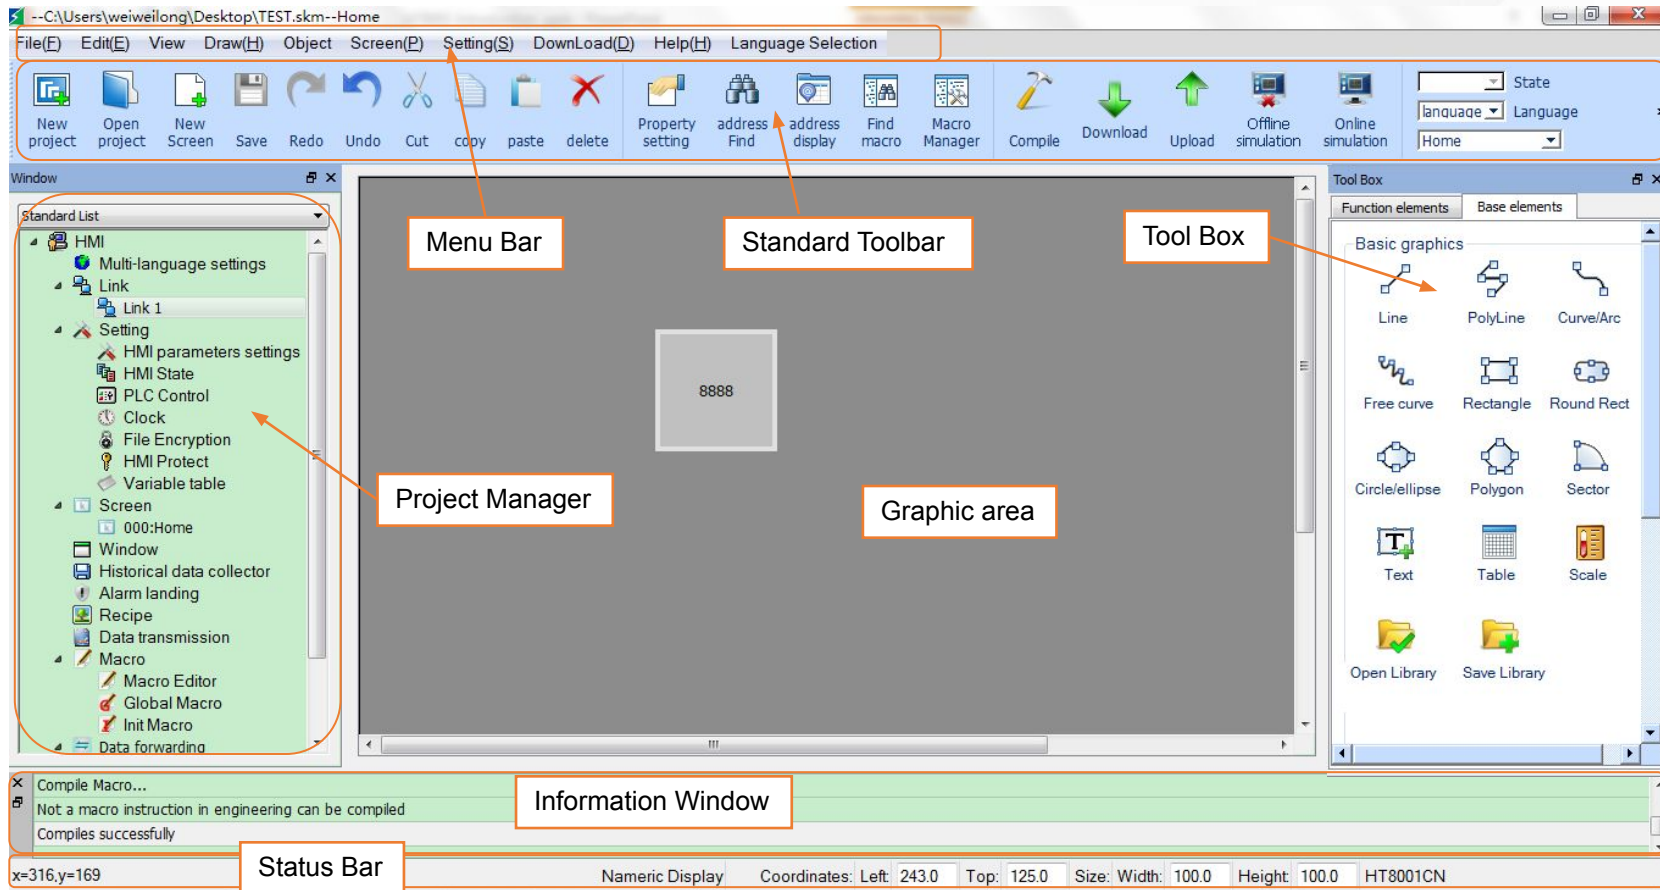 --C:\Users\weiweilong\Desktop\TEST.skm--Home
File(F) Edit(E) View Draw(H) Object Screen(P) Setting(S) DownLoad(D) Help(H) Language Selection
New project
Open project
New Screen
Save
Redo
Undo
Cut
copy
paste
delete
Property setting
address Find
address display
Find macro
Macro Manager
Compile
Download
Upload
Offline simulation
Online simulation
State
language Language
Home
Window
Standard List
HMI
Multi-language settings
Link
Link 1
Setting
HMI parameters settings
HMI State
PLC Control
Clock
File Encryption
HMI Protect
Variable table
Screen
000:Home
Window
Historical data collector
Alarm landing
Recipe
Data transmission
Macro
Macro Editor
Global Macro
Init Macro
Data forwarding
Menu Bar
Standard Toolbar
Tool Box
8888
Project Manager
Graphic area
Tool Box
Function elements Base elements
Basic graphics
Line PolyLine Curve/Arc
Free curve Rectangle Round Rect
Circle/ellipse Polygon Sector
Text Table Scale
Open Library Save Library
Compile Macro...
Not a macro instruction in engineering can be compiled
Compiles successfully
Information Window
Status Bar
x=316,y=169 Nameric Display Coordinates: Left: 243.0 Top: 125.0 Size: Width: 100.0 Height: 100.0 HT8001CN